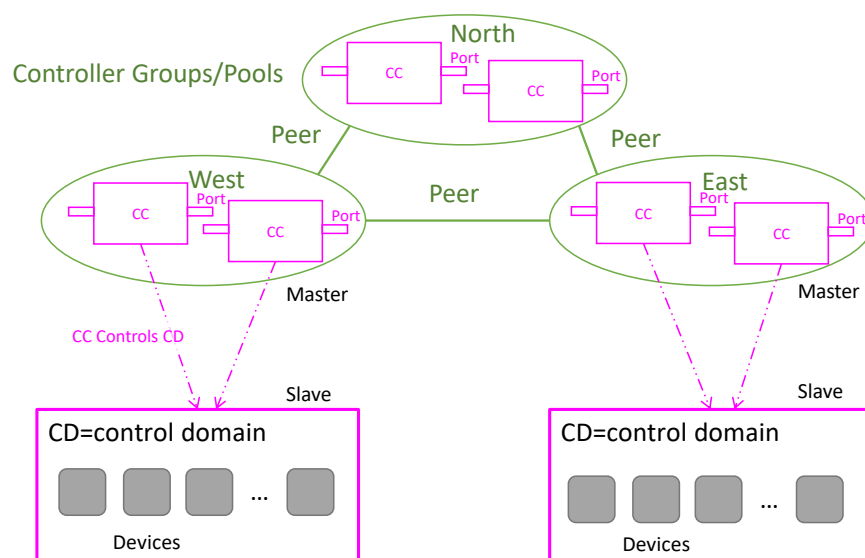 North
Controller Groups/Pools
CC
Port
CC
Port
Peer
Peer
West
Peer
East
CC
Port
CC
Port
CC
Port
CC
Port
Master
Master
CC Controls CD
Slave
Slave
CD=control domain
CD=control domain
...
...
Devices
Devices